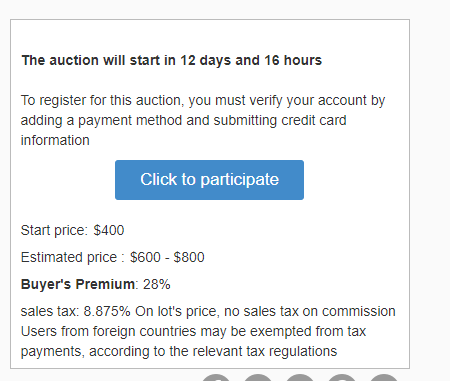 The auction will start in 12 days and 16 hours
To register for this auction, you must verify your account by
adding a payment method and submitting credit card
information
Click to participate
Start price: $400
Estimated price : $600 - $800
Buyer's Premium: 28%
sales tax: 8.875% On lot's price, no sales tax on commission
Users from foreign countries may be exempted from tax
payments, according to the relevant tax regulations